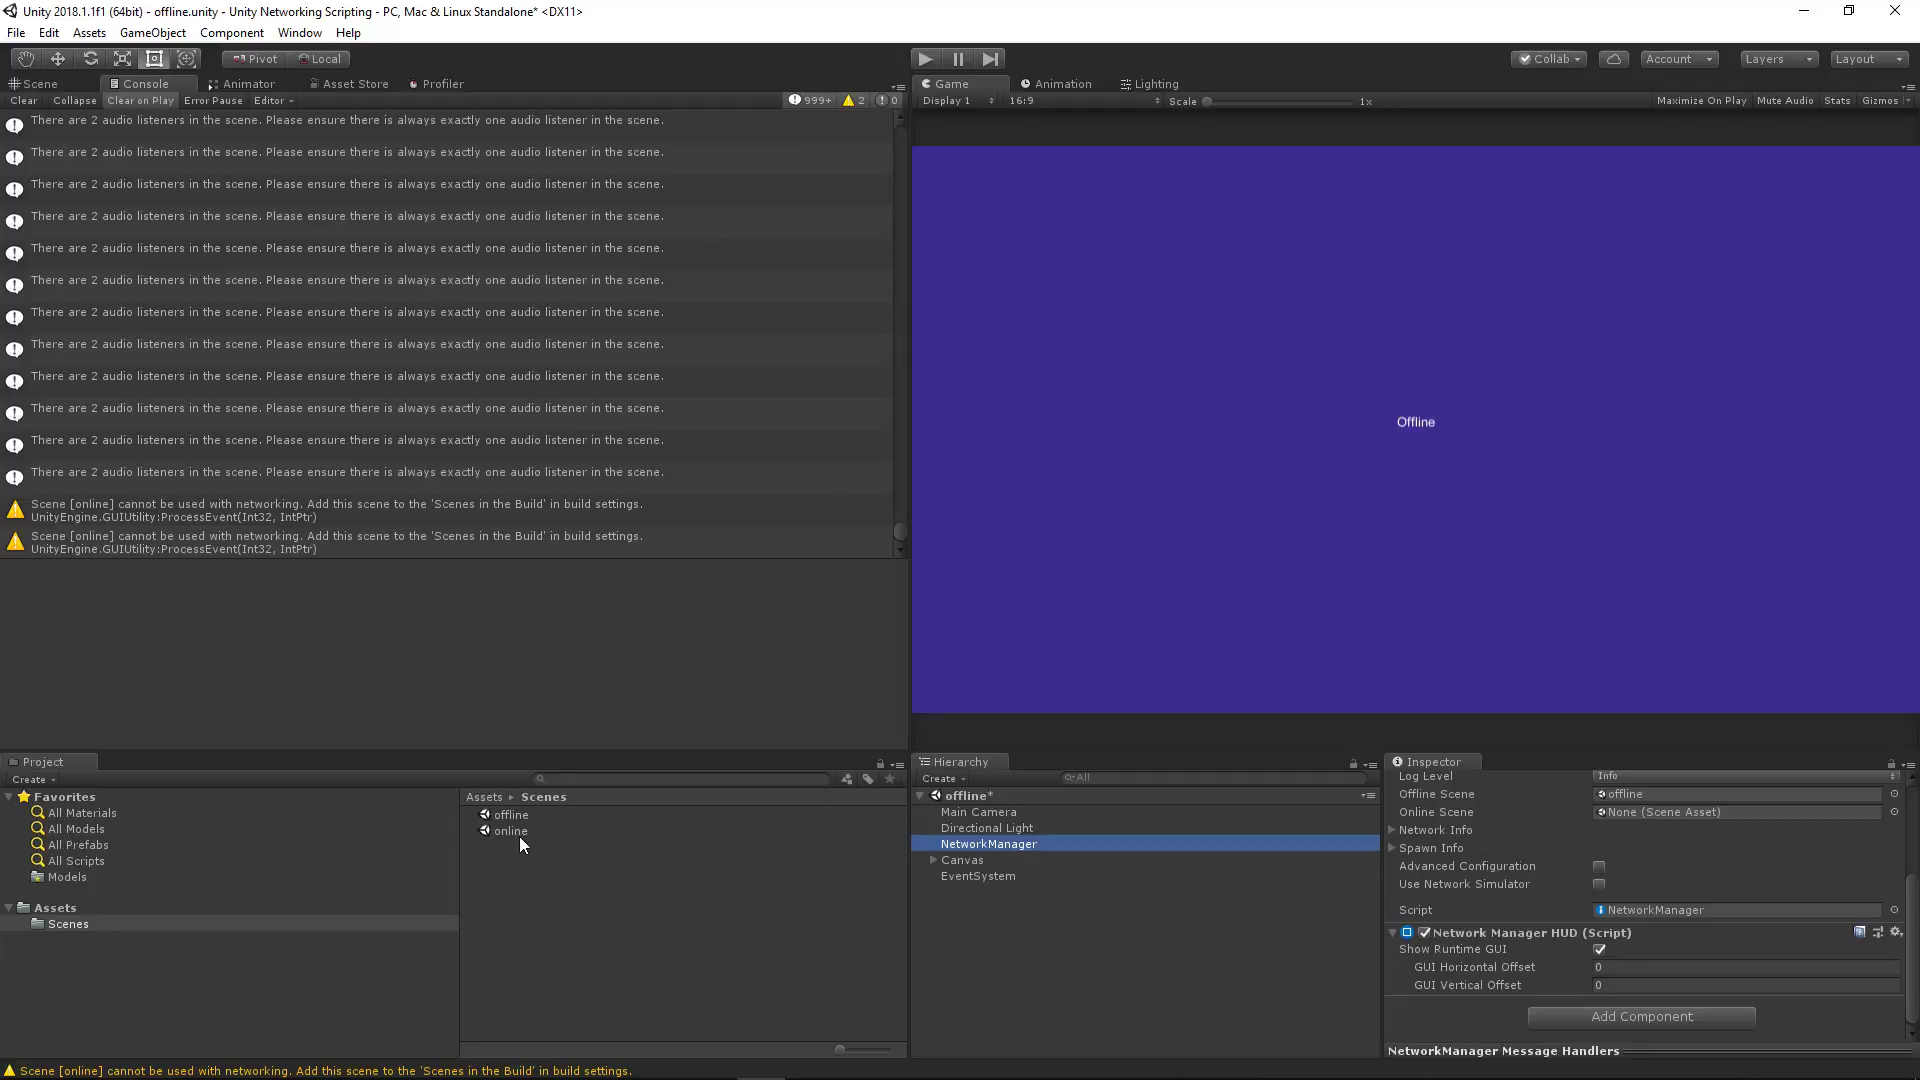 Unity 2018.1.1f1 (64bit) - offline.unity - Unity Networking Scripting - PC, Mac & Linux Standalone* <DX11>
File Edit Assets GameObject Component Window Help
Pivot Local Collab Account Layers Layout
Scene Console Animator Asset Store Profiler
Clear Collapse Clear on Play Error Pause Editor 999+ 2 0
There are 2 audio listeners in the scene. Please ensure there is always exactly one audio listener in the scene.
There are 2 audio listeners in the scene. Please ensure there is always exactly one audio listener in the scene.
There are 2 audio listeners in the scene. Please ensure there is always exactly one audio listener in the scene.
There are 2 audio listeners in the scene. Please ensure there is always exactly one audio listener in the scene.
There are 2 audio listeners in the scene. Please ensure there is always exactly one audio listener in the scene.
There are 2 audio listeners in the scene. Please ensure there is always exactly one audio listener in the scene.
There are 2 audio listeners in the scene. Please ensure there is always exactly one audio listener in the scene.
There are 2 audio listeners in the scene. Please ensure there is always exactly one audio listener in the scene.
There are 2 audio listeners in the scene. Please ensure there is always exactly one audio listener in the scene.
There are 2 audio listeners in the scene. Please ensure there is always exactly one audio listener in the scene.
There are 2 audio listeners in the scene. Please ensure there is always exactly one audio listener in the scene.
There are 2 audio listeners in the scene. Please ensure there is always exactly one audio listener in the scene.
Scene [online] cannot be used with networking. Add this scene to the 'Scenes in the Build' in build settings.
UnityEngine.GUIUtility:ProcessEvent(Int32, IntPtr)
Scene [online] cannot be used with networking. Add this scene to the 'Scenes in the Build' in build settings.
UnityEngine.GUIUtility:ProcessEvent(Int32, IntPtr)
Game Animation Lighting
Display 1 16:9 Scale 1x Maximize On Play Mute Audio Stats Gizmos
Offline
Project
Create
Favorites
All Materials
All Models
All Prefabs
All Scripts
Models
Assets
Scenes
Assets Scenes
offline
online
Hierarchy
Create All
offline*
Main Camera
Directional Light
NetworkManager
Canvas
EventSystem
Inspector
Log Level Info
Offline Scene offline
Online Scene None (Scene Asset)
Network Info
Spawn Info
Advanced Configuration
Use Network Simulator
Script NetworkManager
Network Manager HUD (Script)
Show Runtime GUI
GUI Horizontal Offset 0
GUI Vertical Offset 0
Add Component
NetworkManager Message Handlers
Scene [online] cannot be used with networking. Add this scene to the 'Scenes in the Build' in build settings.